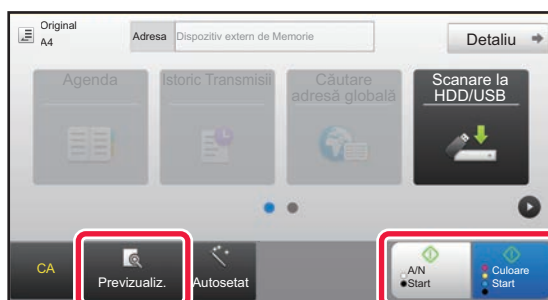 Original
A4
Adresa
Dispozitiv extern de Memorie
Detaliu
Agenda
Istoric Transmisii
Căutare
adresă globală
Scanare la
HDD/USB
CA
Previzualiz.
Autosetat
A/N
Start
Culoare
Start